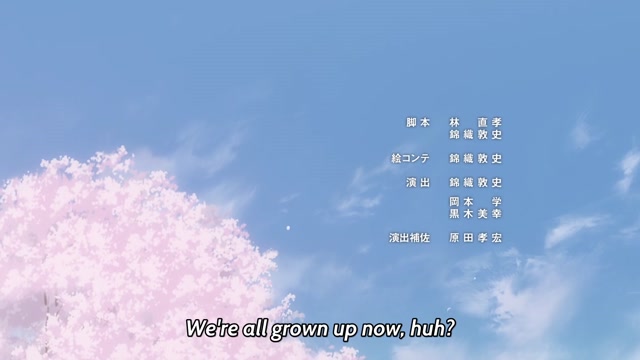 脚本 林 直孝
錦織敦史
絵コンテ 錦織敦史
演出 錦織敦史
岡本 学
黒木美幸
演出補佐 原田孝宏
We're all grown up now, huh?